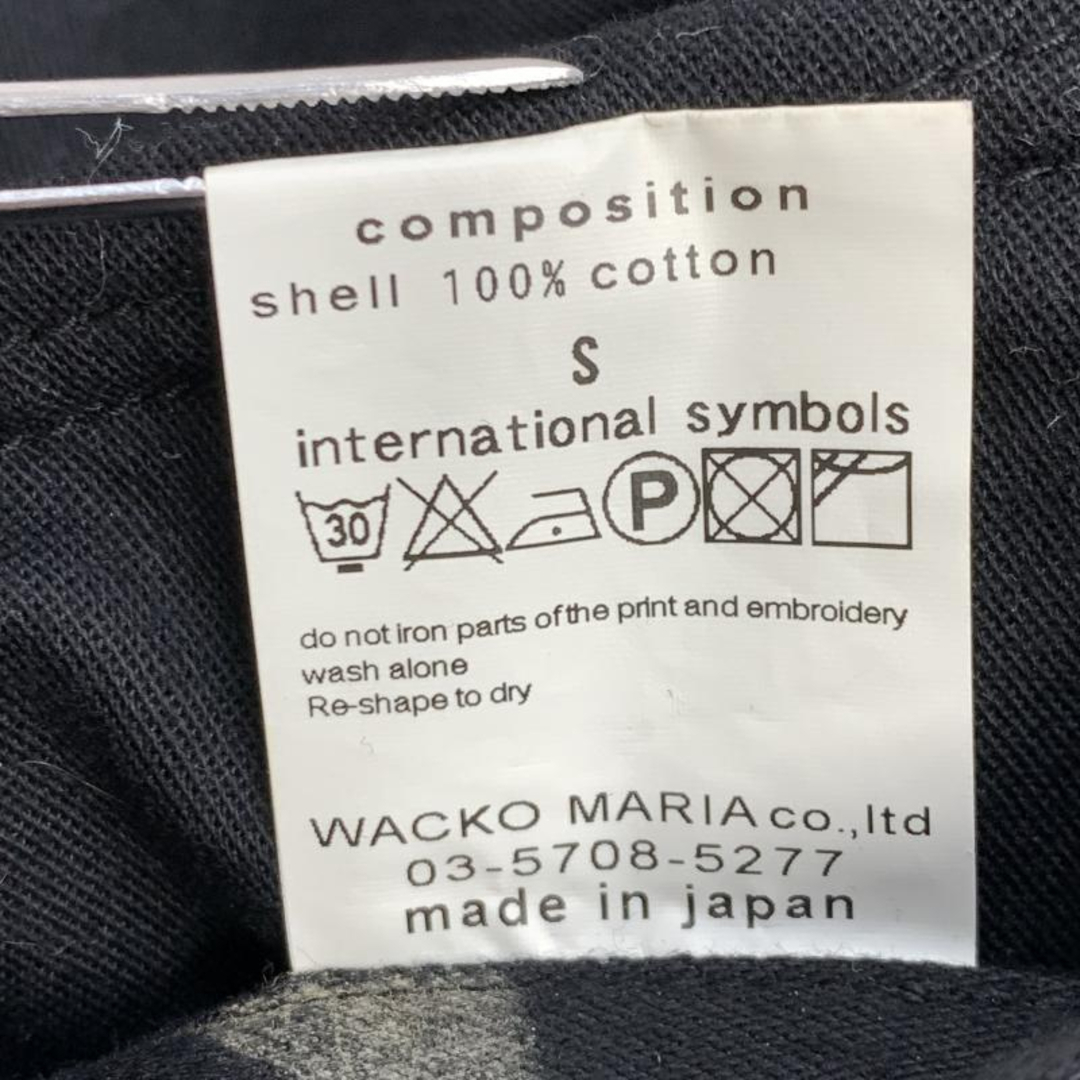 composition
shell 100% cotton
S
international symbols
30 P
do not iron parts of the print and embroidery
wash alone
Re-shape to dry
WACKO MARIA co.,ltd
03-5708-5277
made in japan